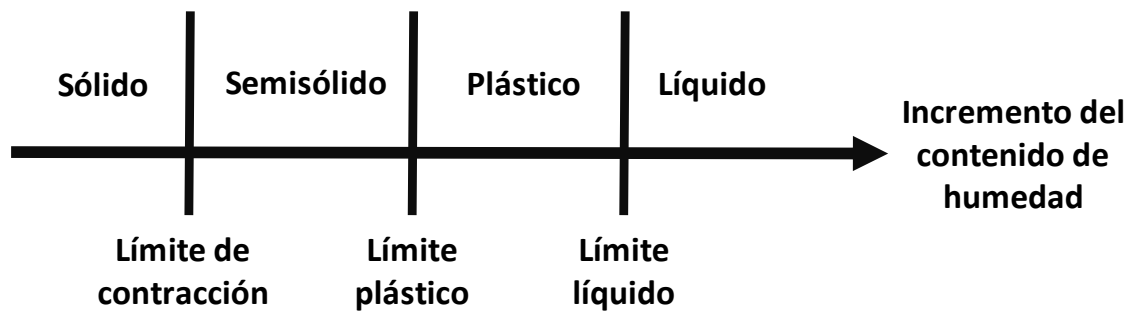 Sólido
Semisólido
Plástico
Líquido
Incremento del
contenido de
humedad
Límite de
contracción
Límite
plástico
Límite
líquido